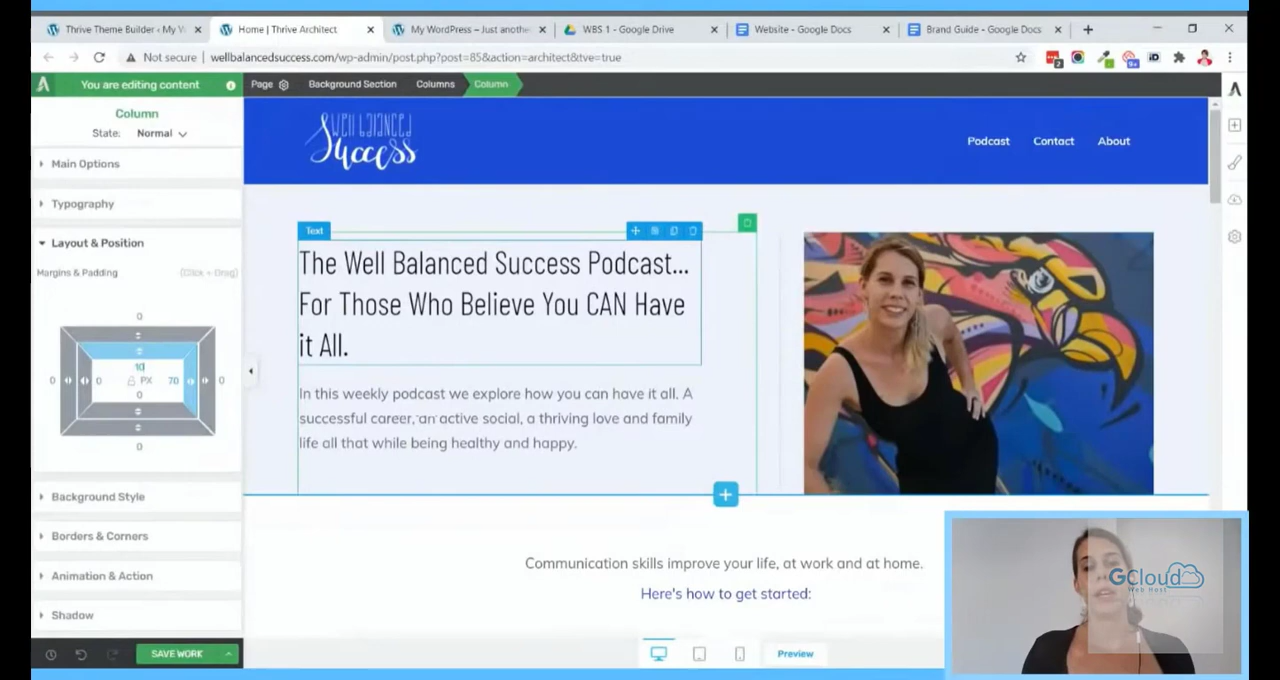 Thrive Theme Builder ‹ My W
Home | Thrive Architect
My WordPress – Just anothe
WBS 1 - Google Drive
Website - Google Docs
Brand Guide - Google Docs
Not secure | wellbalancedsuccess.com/wp-admin/post.php?post=85&action=architect&tve=true
You are editing content
Page
Background Section
Columns
Column
Column
State: Normal
Main Options
Typography
Layout & Position
Margins & Padding
(Click + Drag)
0
10
0 0 PX 70 0
0
0
Background Style
Borders & Corners
Animation & Action
Shadow
SAVE WORK
Well Balanced
Success
Podcast Contact About
Text
The Well Balanced Success Podcast...
For Those Who Believe You CAN Have
it All.
In this weekly podcast we explore how you can have it all. A
successful career, an active social, a thriving love and family
life all that while being healthy and happy.
Communication skills improve your life, at work and at home.
Here's how to get started:
Preview
GCloud
Web Host